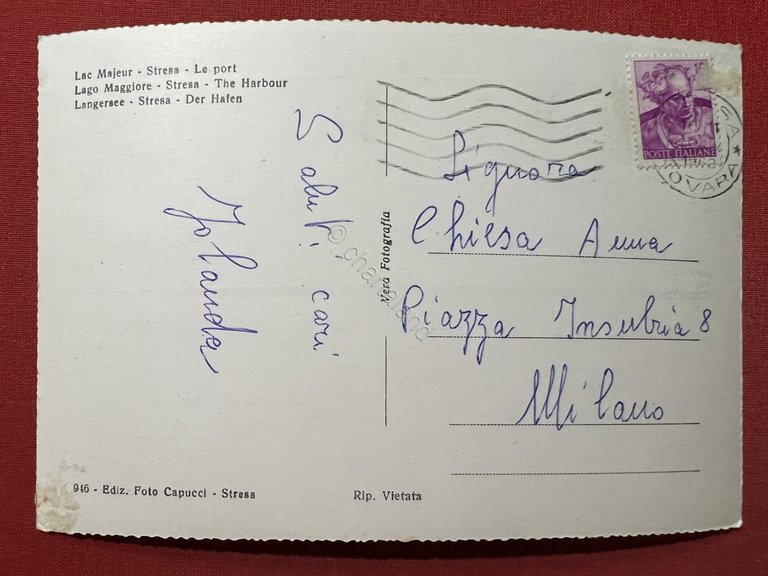 Lac Majeur - Stresa - Le port
Lago Maggiore - Stresa - The Harbour
Langersee - Stresa - Der Hafen
Saluti cari
Jolanda
Vera Fotografia
POSTE ITALIANE
NOVARA
Signora
Chiesa Anna
Piazza Insubria 8
Milano
946 - Ediz. Foto Capucci - Stresa
Rip. Vietata